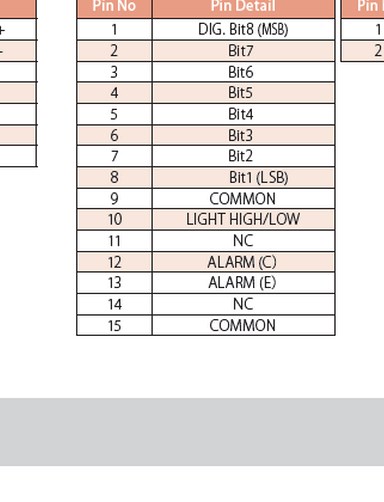 Pin No Pin Detail Pin
+ 1 DIG. Bit8 (MSB) 1
- 2 Bit7 2
3 Bit6
4 Bit5
5 Bit4
6 Bit3
7 Bit2
8 Bit1 (LSB)
9 COMMON
10 LIGHT HIGH/LOW
11 NC
12 ALARM (C)
13 ALARM (E)
14 NC
15 COMMON